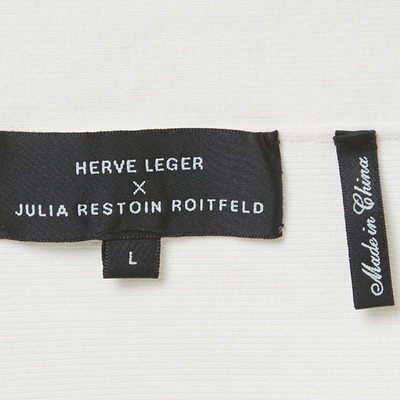 HERVE LEGER
X
JULIA RESTOIN ROITFELD
L
Made in China